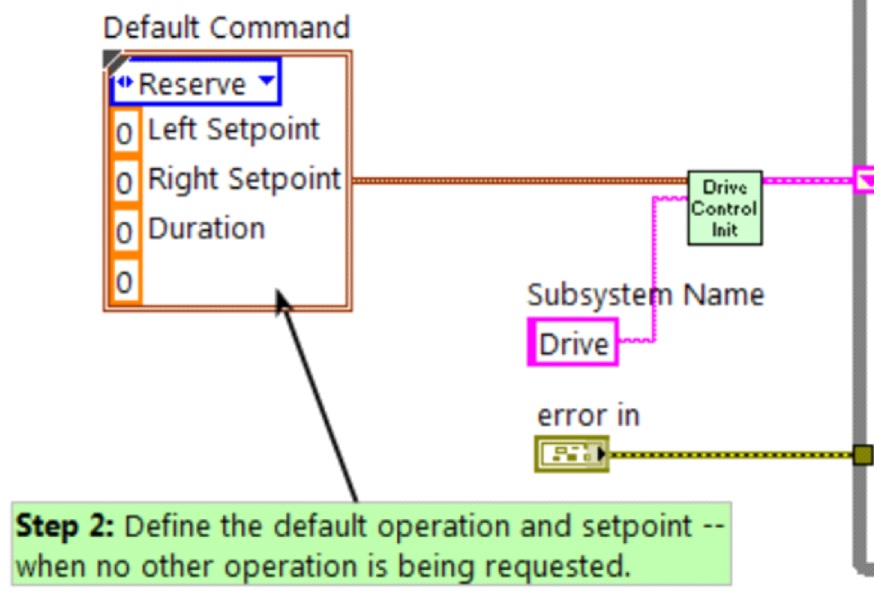 Default Command
Reserve
0 Left Setpoint
0 Right Setpoint
0 Duration
0
Drive
Control
Init
Subsystem Name
Drive
error in
Step 2: Define the default operation and setpoint --
when no other operation is being requested.